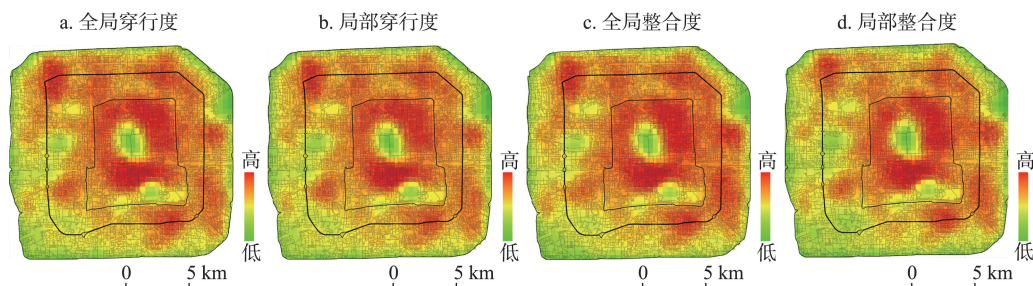 a. 全局穿行度
b. 局部穿行度
c. 全局整合度
d. 局部整合度
高
低
0 5 km
高
低
0 5 km
高
低
0 5 km
高
低
0 5 km